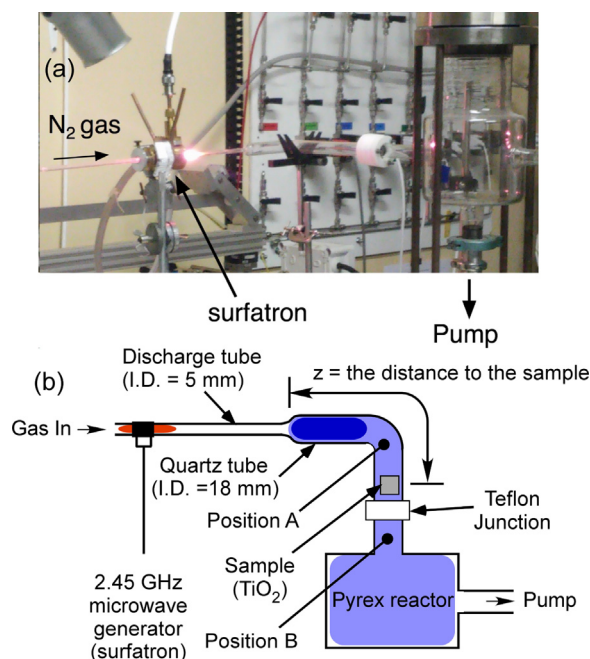 (a)
N2 gas
surfatron
Pump
(b)
Discharge tube
(I.D. = 5 mm)
z = the distance to the sample
Gas In
Quartz tube
(I.D. =18 mm)
Position A
Teflon
Junction
Sample
(TiO2)
2.45 GHz
microwave
generator
(surfatron)
Position B
Pyrex reactor
Pump